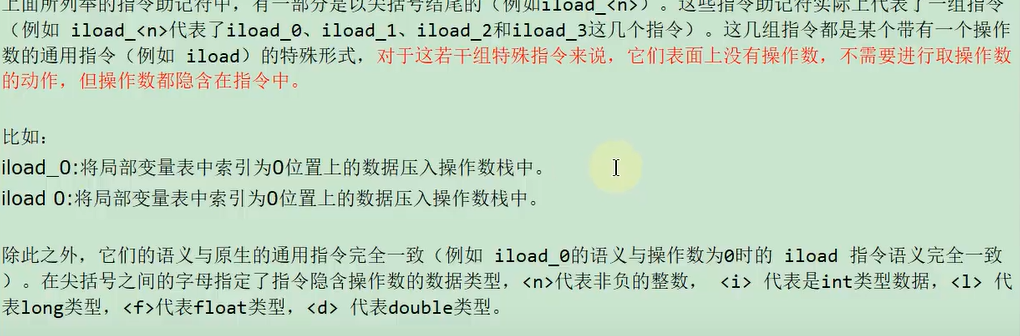 上面所列举的指令助记符中，有一部分是以尖括号结尾的（例如iload_<n>）。这些指令助记符实际上代表了一组指令
（例如 iload_<n>代表了iload_0、iload_1、iload_2和iload_3这几个指令）。这几组指令都是某个带有一个操作
数的通用指令（例如 iload）的特殊形式，对于这若干组特殊指令来说，它们表面上没有操作数，不需要进行取操作数
的动作，但操作数都隐含在指令中。
比如：
iload_0:将局部变量表中索引为0位置上的数据压入操作数栈中。
iload 0:将局部变量表中索引为0位置上的数据压入操作数栈中。
除此之外，它们的语义与原生的通用指令完全一致（例如 iload_0的语义与操作数为0时的 iload 指令语义完全一致
）。在尖括号之间的字母指定了指令隐含操作数的数据类型，<n>代表非负的整数， <i> 代表是int类型数据，<l> 代
表long类型，<f>代表float类型，<d> 代表double类型。